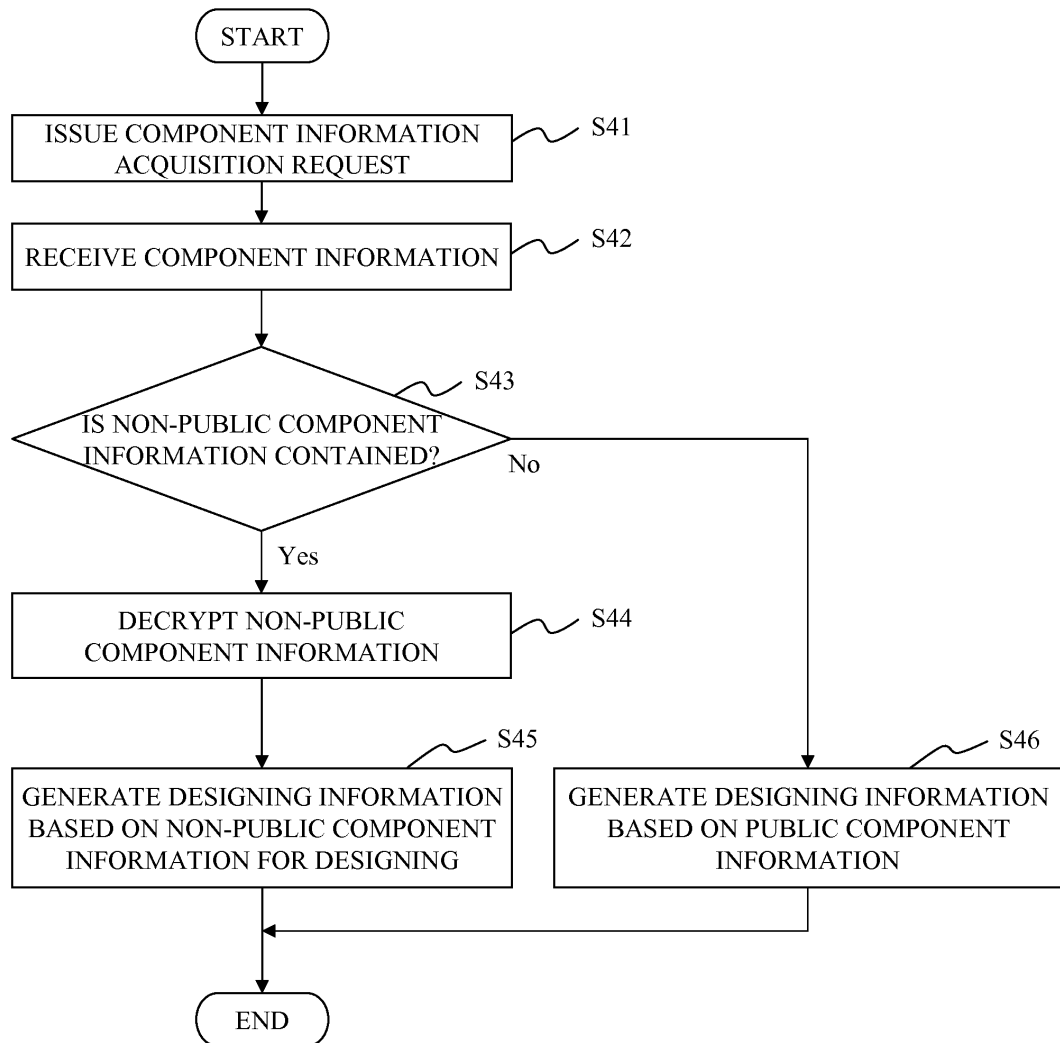 START
ISSUE COMPONENT INFORMATION
ACQUISITION REQUEST
S41
RECEIVE COMPONENT INFORMATION
S42
S43
IS NON-PUBLIC COMPONENT
INFORMATION CONTAINED?
No
Yes
DECRYPT NON-PUBLIC
COMPONENT INFORMATION
S44
S45
GENERATE DESIGNING INFORMATION
BASED ON NON-PUBLIC COMPONENT
INFORMATION FOR DESIGNING
S46
GENERATE DESIGNING INFORMATION
BASED ON PUBLIC COMPONENT
INFORMATION
END